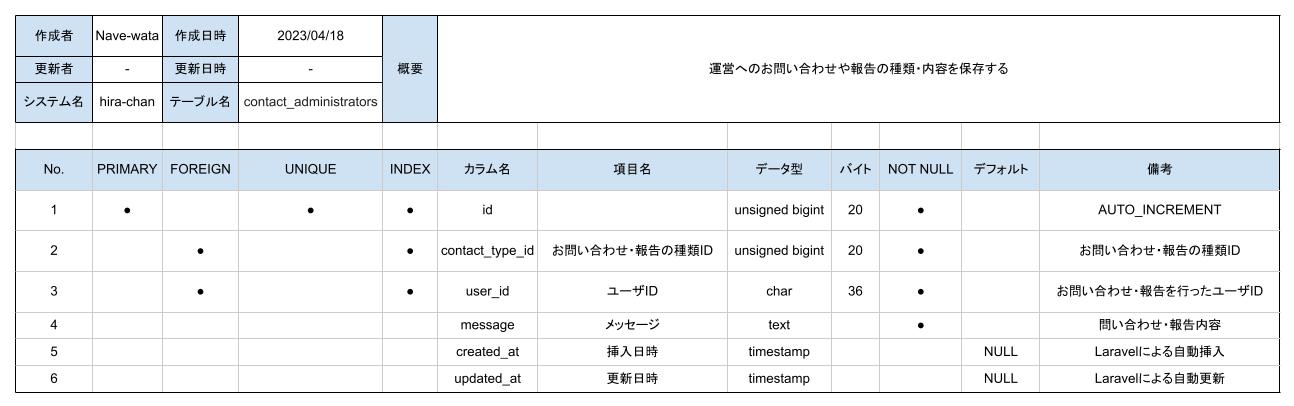 作成者 Nave-wata 作成日時 2023/04/18 概要 運営へのお問い合わせや報告の種類・内容を保存する
更新者 - 更新日時 -
システム名 hira-chan テーブル名 contact_administrators
No. PRIMARY FOREIGN UNIQUE INDEX カラム名 項目名 データ型 バイト NOT NULL デフォルト 備考
1 ● ● ● id unsigned bigint 20 ● AUTO_INCREMENT
2 ● ● contact_type_id お問い合わせ・報告の種類ID unsigned bigint 20 ● お問い合わせ・報告の種類ID
3 ● ● user_id ユーザID char 36 ● お問い合わせ・報告を行ったユーザID
4 message メッセージ text ● 問い合わせ・報告内容
5 created_at 挿入日時 timestamp NULL Laravelによる自動挿入
6 updated_at 更新日時 timestamp NULL Laravelによる自動更新